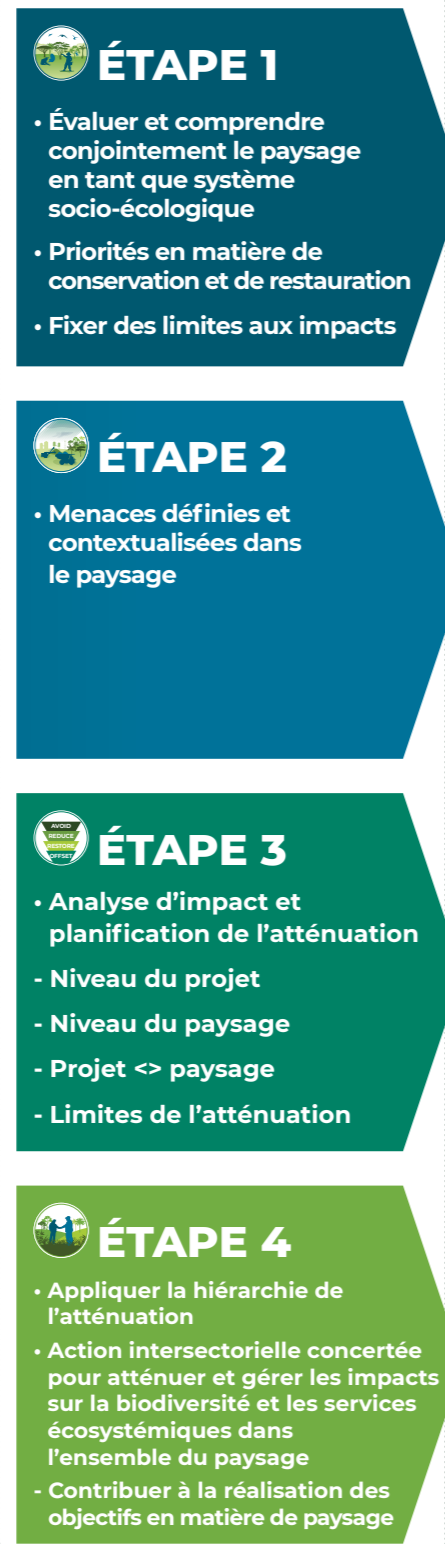 ÉTAPE 1
• Évaluer et comprendre
conjointement le paysage
en tant que système
socio-écologique
• Priorités en matière de
conservation et de restauration
• Fixer des limites aux impacts
ÉTAPE 2
• Menaces définies et
contextualisées dans
le paysage
AVOID
REDUCE
RESTORE
OFFSET
ÉTAPE 3
• Analyse d’impact et
planification de l’atténuation
- Niveau du projet
- Niveau du paysage
- Projet <> paysage
- Limites de l’atténuation
ÉTAPE 4
• Appliquer la hiérarchie de
l’atténuation
• Action intersectorielle concertée
pour atténuer et gérer les impacts
sur la biodiversité et les services
écosystémiques dans
l’ensemble du paysage
- Contribuer à la réalisation des
objectifs en matière de paysage